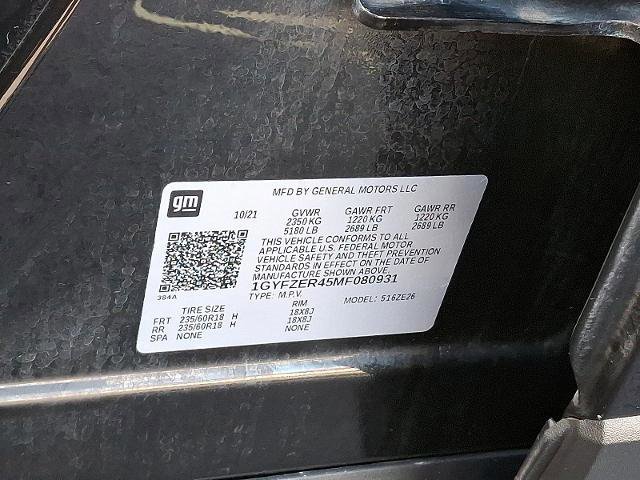 gm
MFD BY GENERAL MOTORS LLC
10/21 GVWR GAWR FRT GAWR RR
2350 KG 1220 KG 1220 KG
5180 LB 2689 LB 2689 LB
THIS VEHICLE CONFORMS TO ALL
APPLICABLE U.S. FEDERAL MOTOR
VEHICLE SAFETY AND THEFT PREVENTION
STANDARDS IN EFFECT ON THE DATE OF
MANUFACTURE SHOWN ABOVE.
1GYFZER45MF080931
3S4A TYPE: M.P.V. MODEL: 516ZE26
TIRE SIZE RIM
FRT 235/60R18 H 18X8J
RR 235/60R18 H 18X8J
SPA NONE NONE